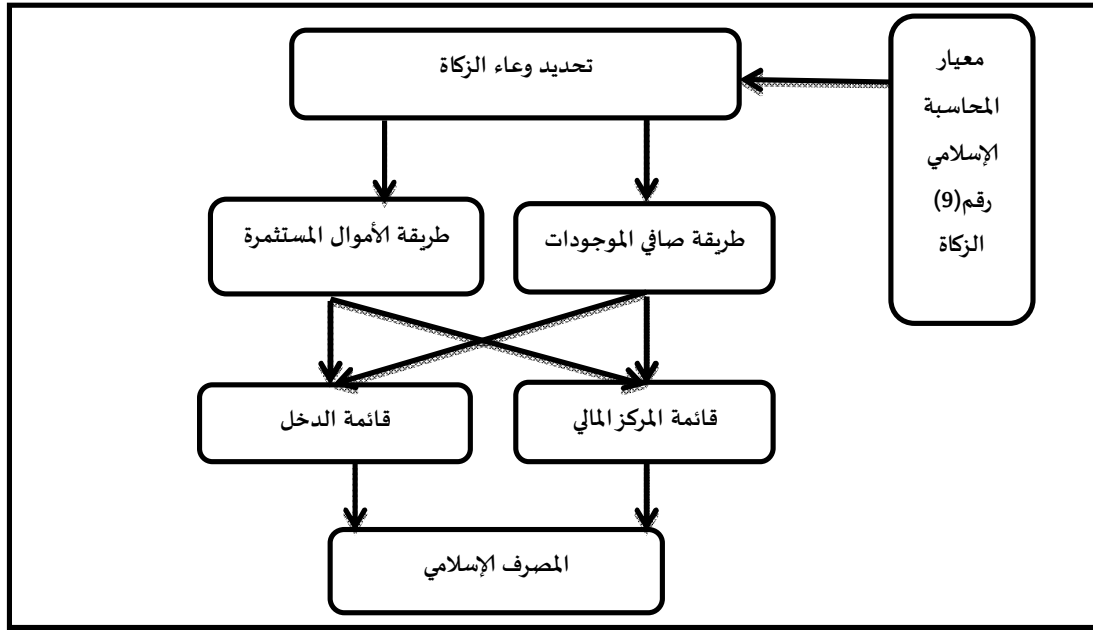 معيار
المحاسبة
الإسلامي
رقم(9)
الزكاة
تحديد وعاء الزكاة
طريقة صافي الموجودات
طريقة الأموال المستثمرة
قائمة المركز المالي
قائمة الدخل
المصرف الإسلامي